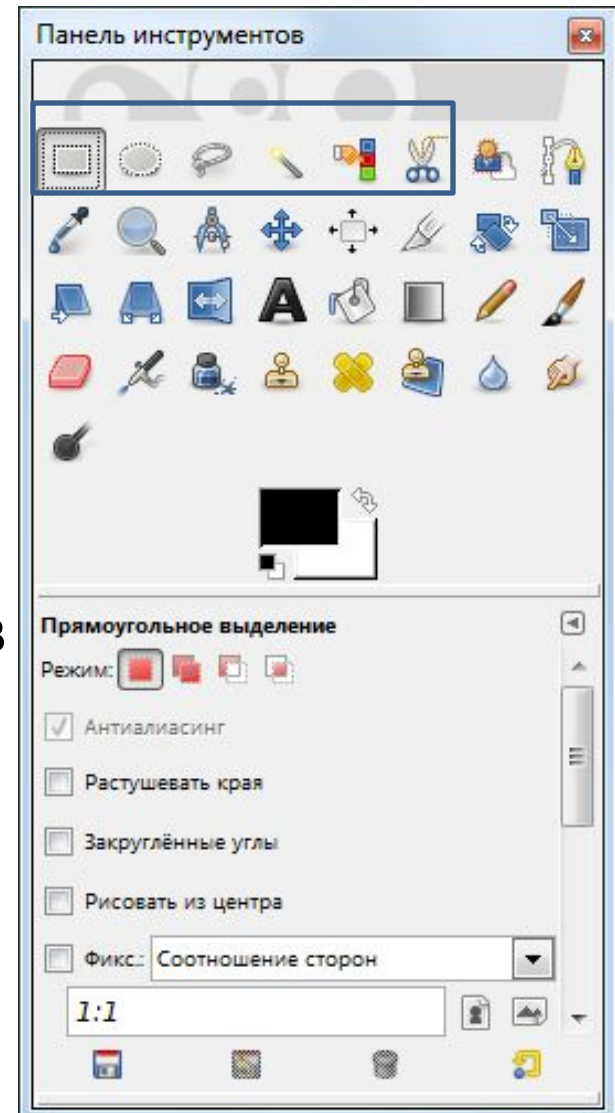 Панель инструментов
в
Прямоугольное выделение
Режим:
Антиалиасинг
Растушевать края
Закруглённые углы
Рисовать из центра
Фикс.: Соотношение сторон
1:1